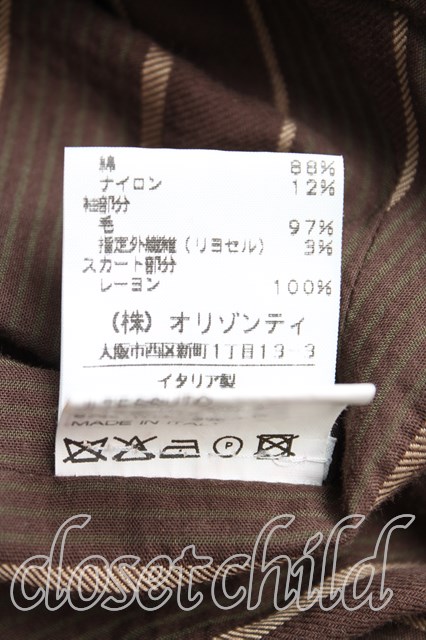 綿 88%
ナイロン 12%
袖部分
毛 97%
指定外繊維(リヨセル) 3%
スカート部分
レーヨン 100%
(株)オリゾンティ
大阪市西区新町1丁目13-3
イタリア製
MADE IN ITALY
P
closet child